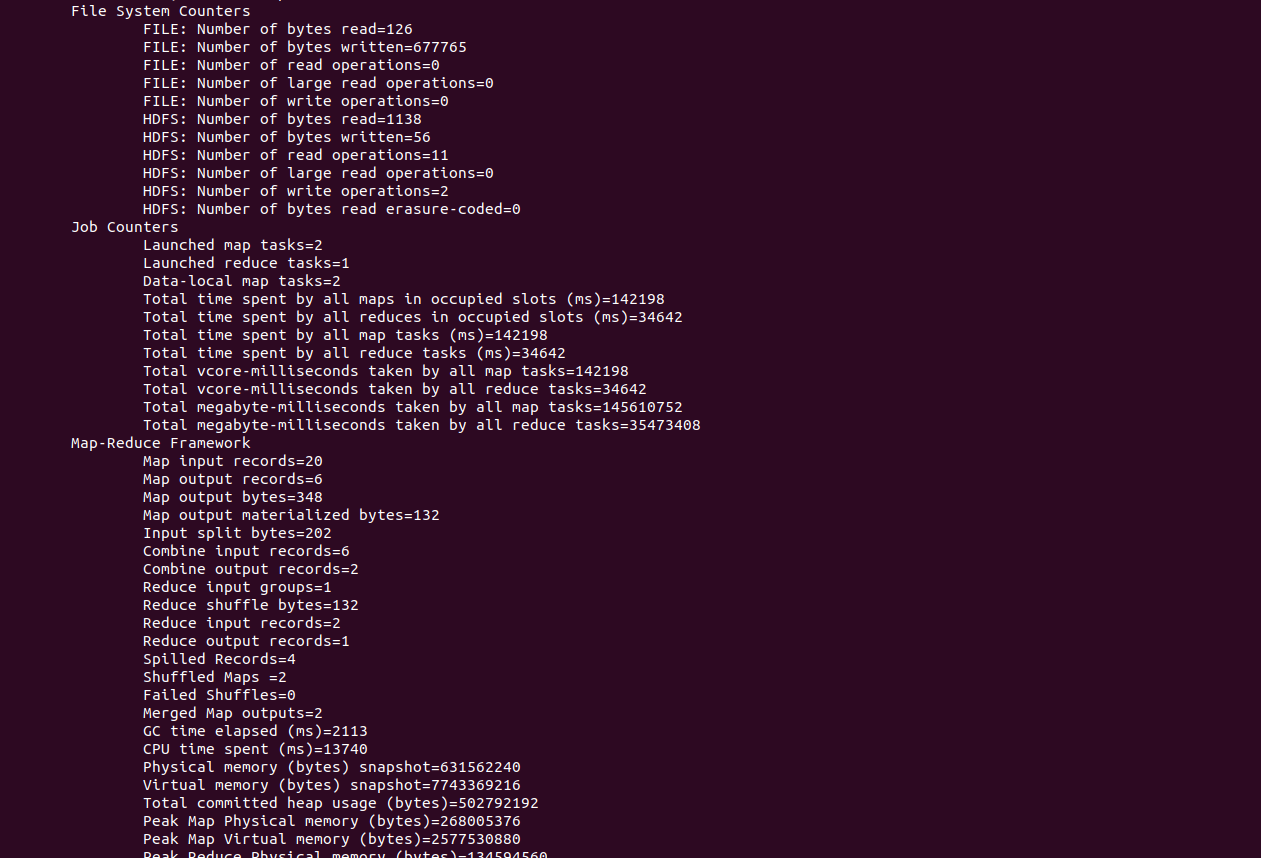 File System Counters
FILE: Number of bytes read=126
FILE: Number of bytes written=677765
FILE: Number of read operations=0
FILE: Number of large read operations=0
FILE: Number of write operations=0
HDFS: Number of bytes read=1138
HDFS: Number of bytes written=56
HDFS: Number of read operations=11
HDFS: Number of large read operations=0
HDFS: Number of write operations=2
HDFS: Number of bytes read erasure-coded=0
Job Counters
Launched map tasks=2
Launched reduce tasks=1
Data-local map tasks=2
Total time spent by all maps in occupied slots (ms)=142198
Total time spent by all reduces in occupied slots (ms)=34642
Total time spent by all map tasks (ms)=142198
Total time spent by all reduce tasks (ms)=34642
Total vcore-milliseconds taken by all map tasks=142198
Total vcore-milliseconds taken by all reduce tasks=34642
Total megabyte-milliseconds taken by all map tasks=145610752
Total megabyte-milliseconds taken by all reduce tasks=35473408
Map-Reduce Framework
Map input records=20
Map output records=6
Map output bytes=348
Map output materialized bytes=132
Input split bytes=202
Combine input records=6
Combine output records=2
Reduce input groups=1
Reduce shuffle bytes=132
Reduce input records=2
Reduce output records=1
Spilled Records=4
Shuffled Maps =2
Failed Shuffles=0
Merged Map outputs=2
GC time elapsed (ms)=2113
CPU time spent (ms)=13740
Physical memory (bytes) snapshot=631562240
Virtual memory (bytes) snapshot=7743369216
Total committed heap usage (bytes)=502792192
Peak Map Physical memory (bytes)=268005376
Peak Map Virtual memory (bytes)=2577530880
Peak Reduce Physical memory (bytes)=134594560